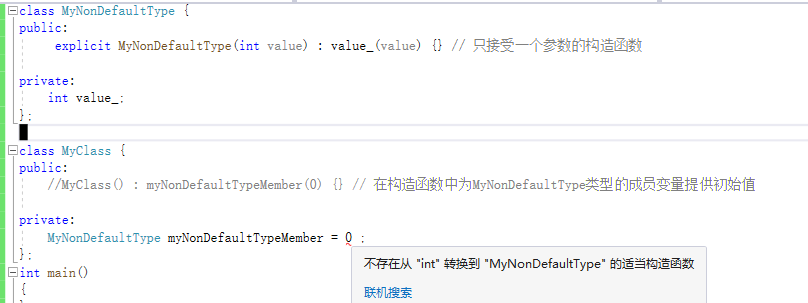 class MyNonDefaultType {
public:
explicit MyNonDefaultType(int value) : value_(value) {} // 只接受一个参数的构造函数
private:
int value_;
};
class MyClass {
public:
//MyClass() : myNonDefaultTypeMember(0) {} // 在构造函数中为MyNonDefaultType类型的成员变量提供初始值
private:
MyNonDefaultType myNonDefaultTypeMember = 0 ;
};
不存在从 "int" 转换到 "MyNonDefaultType" 的适当构造函数
int main()
{
联机搜索